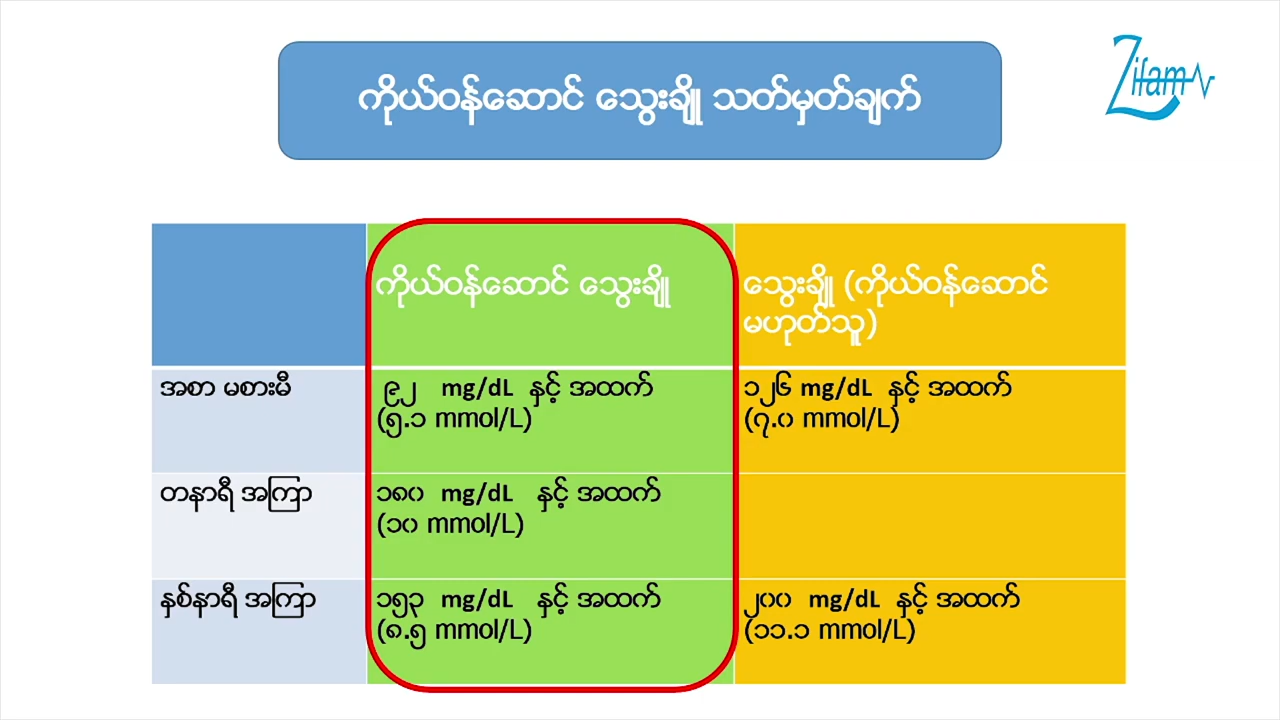 ကိုယ်ဝန်ဆောင် သွေးချို သတ်မှတ်ချက်
Zifam
ကိုယ်ဝန်ဆောင် သွေးချို
သွေးချို (ကိုယ်ဝန်ဆောင်
မဟုတ်သူ)
အစာ မစားမီ
၉၂ mg/dL နှင့် အထက်
(၅.၁ mmol/L)
၁၂၆ mg/dL နှင့် အထက်
(၇.၀ mmol/L)
တနာရီ အကြာ
၁၈၀ mg/dL နှင့် အထက်
(၁၀ mmol/L)
နှစ်နာရီ အကြာ
၁၅၃ mg/dL နှင့် အထက်
(၈.၅ mmol/L)
၂၀၀ mg/dL နှင့် အထက်
(၁၁.၁ mmol/L)